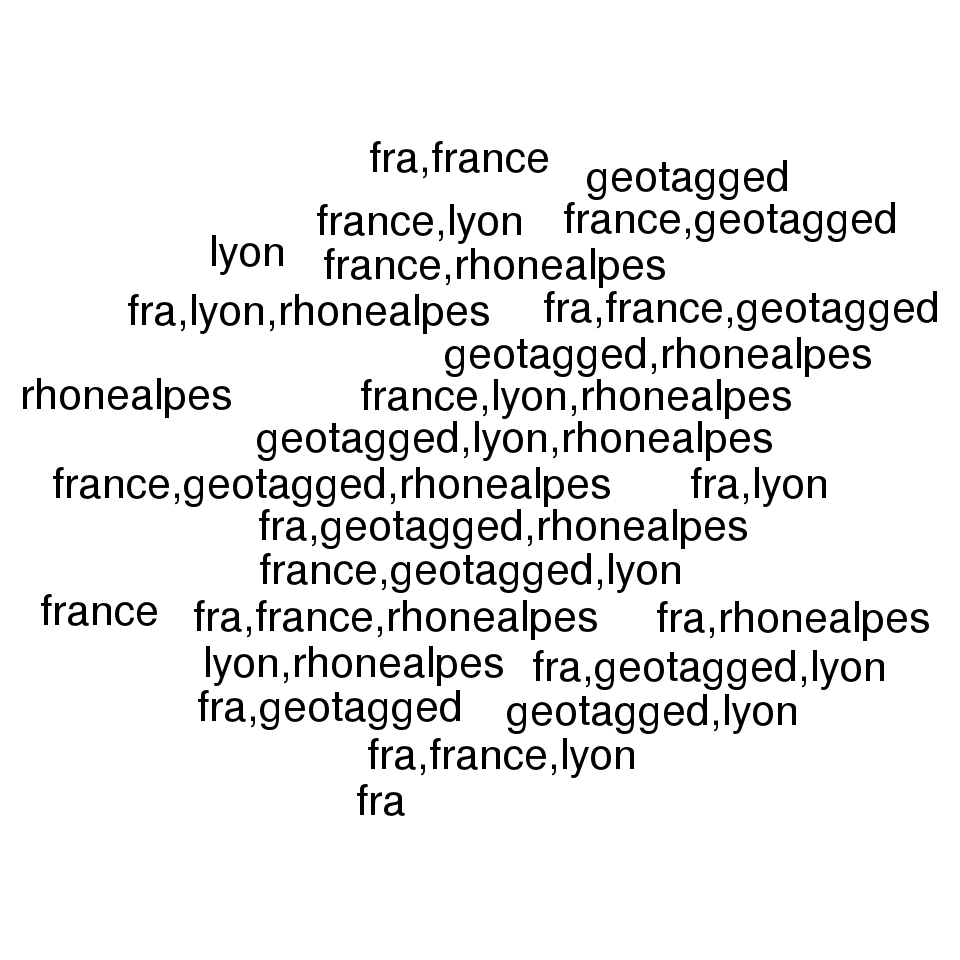 fra,france
geotagged
france,lyon
france,geotagged
lyon
france,rhonealpes
fra,lyon,rhonealpes
fra,france,geotagged
geotagged,rhonealpes
rhonealpes
france,lyon,rhonealpes
geotagged,lyon,rhonealpes
france,geotagged,rhonealpes
fra,lyon
fra,geotagged,rhonealpes
france,geotagged,lyon
france
fra,france,rhonealpes
fra,rhonealpes
lyon,rhonealpes
fra,geotagged,lyon
fra,geotagged
geotagged,lyon
fra,france,lyon
fra